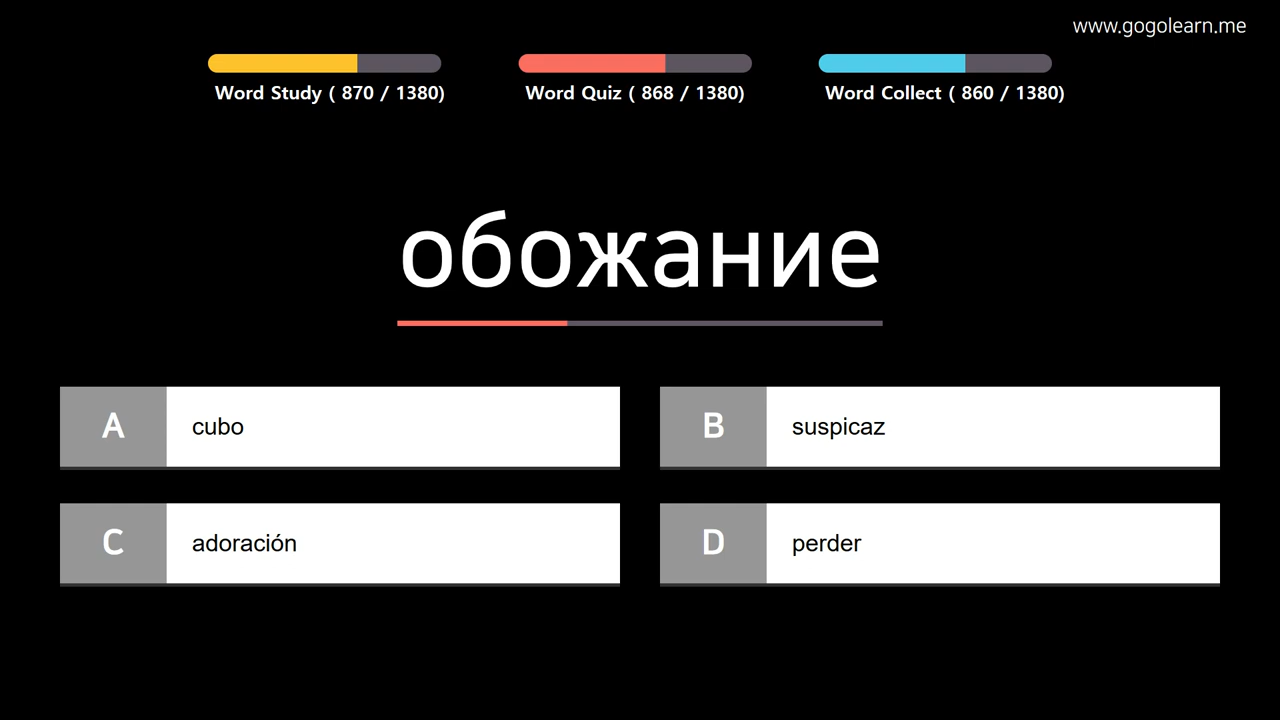 www.gogolearn.me
Word Study ( 870 / 1380)
Word Quiz ( 868 / 1380)
Word Collect ( 860 / 1380)
обожание
A cubo
B suspicaz
C adoración
D perder